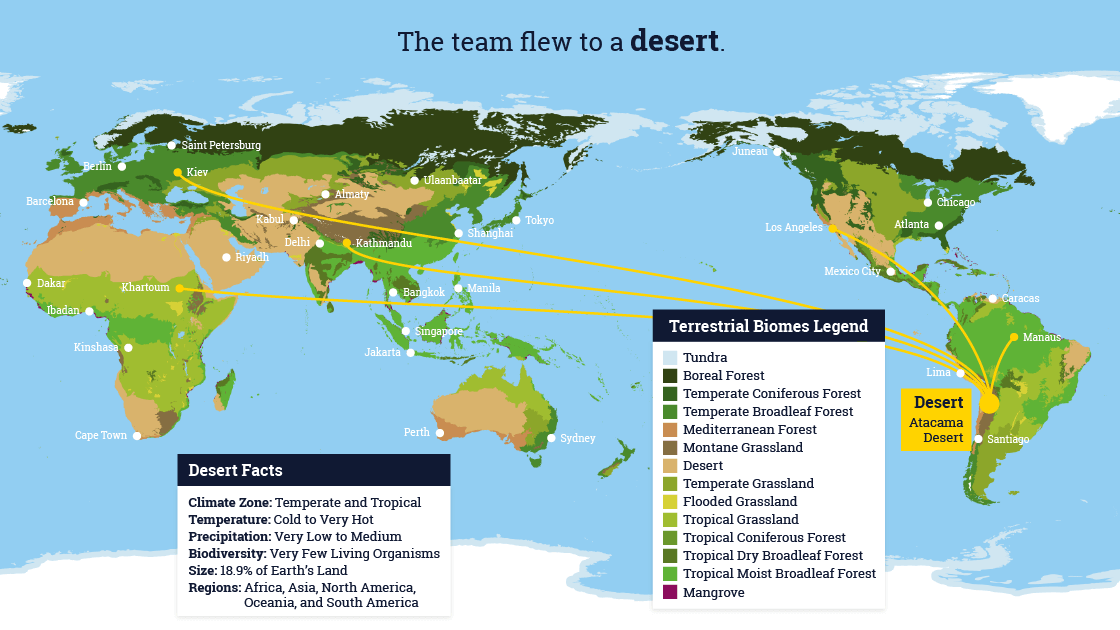 The team flew to a desert.
Saint Petersburg
Juneau
Berlin
Kiev
Ulaanbaatar
Almaty
Barcelona
Chicago
Kabul
Tokyo
Atlanta
Los Angeles
Shanghai
Delhi
Kathmandu
Riyadh
Mexico City
Dakar
Khartoum
Bangkok
Manila
Caracas
Ibadan
Singapore
Manaus
Kinshasa
Jakarta
Lima
Cape Town
Perth
Sydney
Santiago
Desert
Atacama
Desert
Terrestrial Biomes Legend
Tundra
Boreal Forest
Temperate Coniferous Forest
Temperate Broadleaf Forest
Mediterranean Forest
Montane Grassland
Desert
Temperate Grassland
Flooded Grassland
Tropical Grassland
Tropical Coniferous Forest
Tropical Dry Broadleaf Forest
Tropical Moist Broadleaf Forest
Mangrove
Desert Facts
Climate Zone: Temperate and Tropical
Temperature: Cold to Very Hot
Precipitation: Very Low to Medium
Biodiversity: Very Few Living Organisms
Size: 18.9% of Earth's Land
Regions: Africa, Asia, North America,
Oceania, and South America